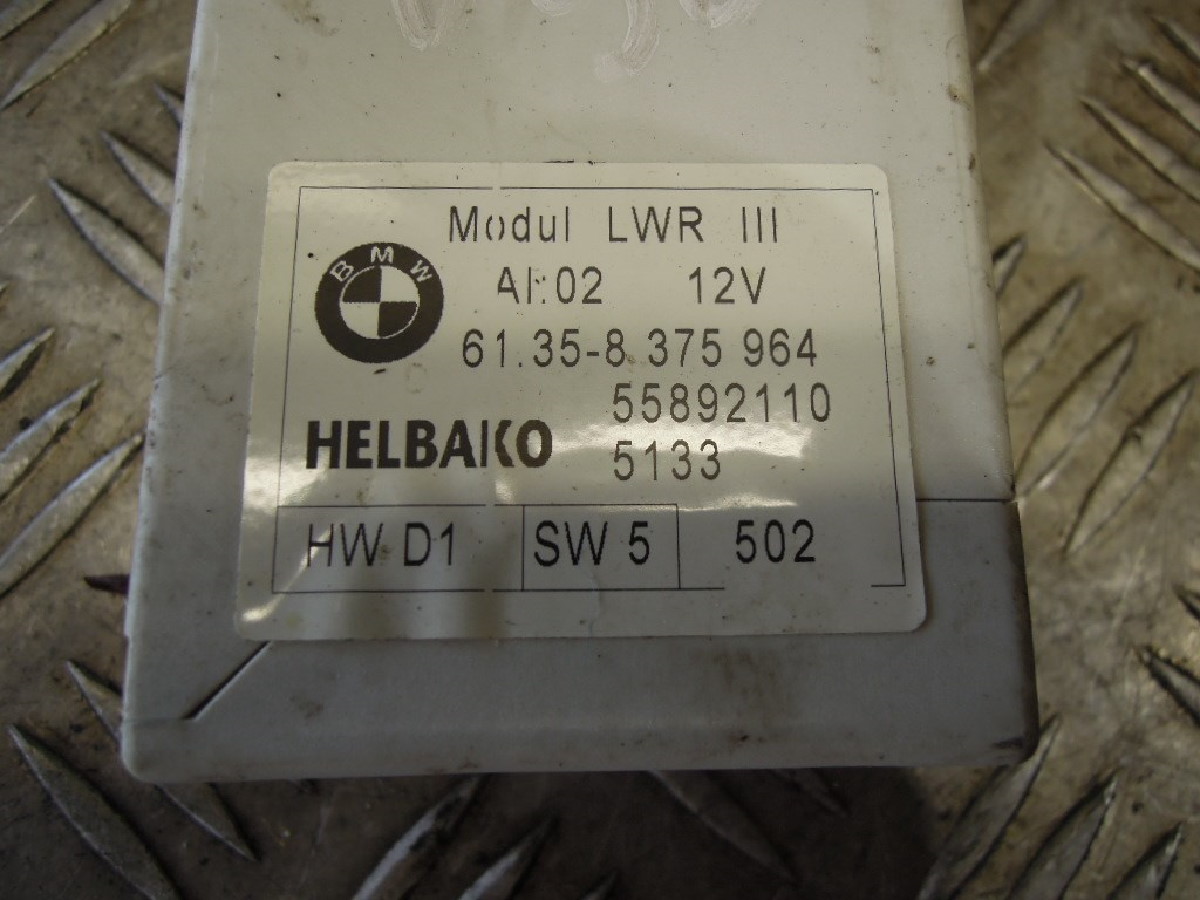 Modul LWR III
BMW
AI:02 12V
61.35-8 375 964
55892110
HELBAKO
5133
HW D1 SW 5 502